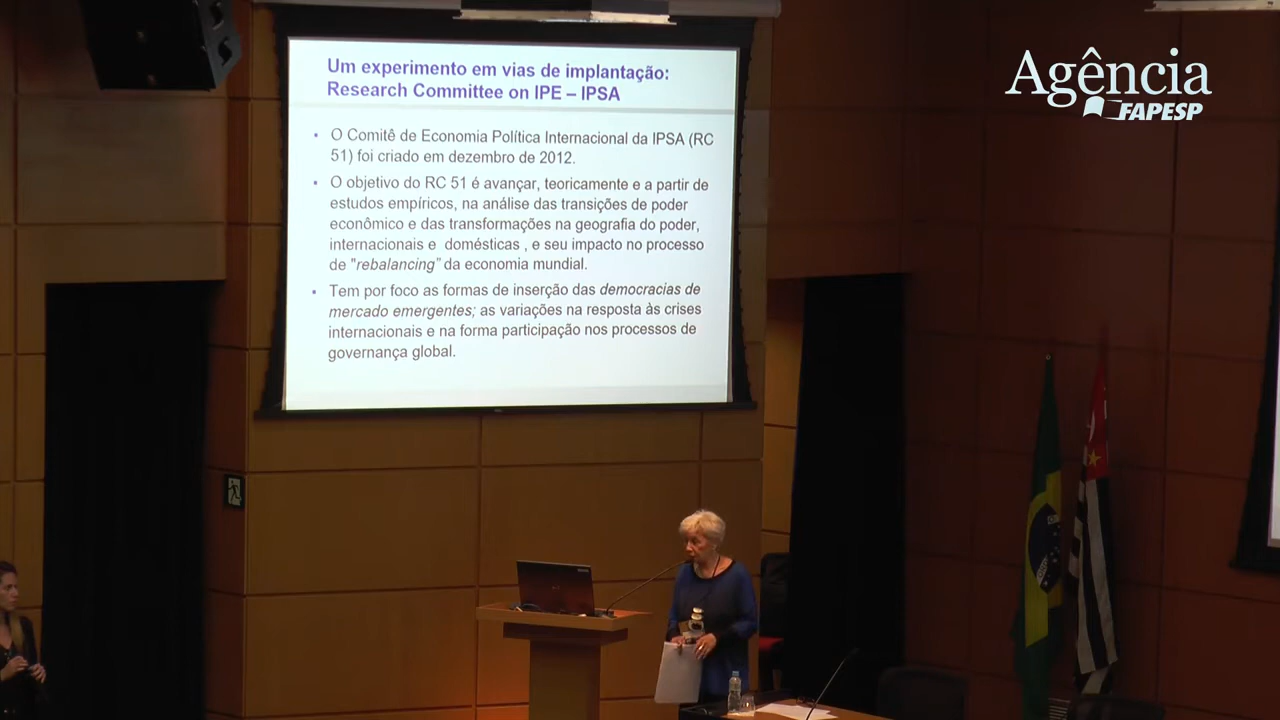 Um experimento em vias de implantação:
Research Committee on IPE – IPSA
• O Comitê de Economia Política Internacional da IPSA (RC
51) foi criado em dezembro de 2012.
• O objetivo do RC 51 é avançar, teoricamente e a partir de
estudos empíricos, na análise das transições de poder
econômico e das transformações na geografia do poder,
internacionais e domésticas , e seu impacto no processo
de "rebalancing” da economia mundial.
• Tem por foco as formas de inserção das democracias de
mercado emergentes; as variações na resposta às crises
internacionais e na forma participação nos processos de
governança global.
Agência
FAPESP